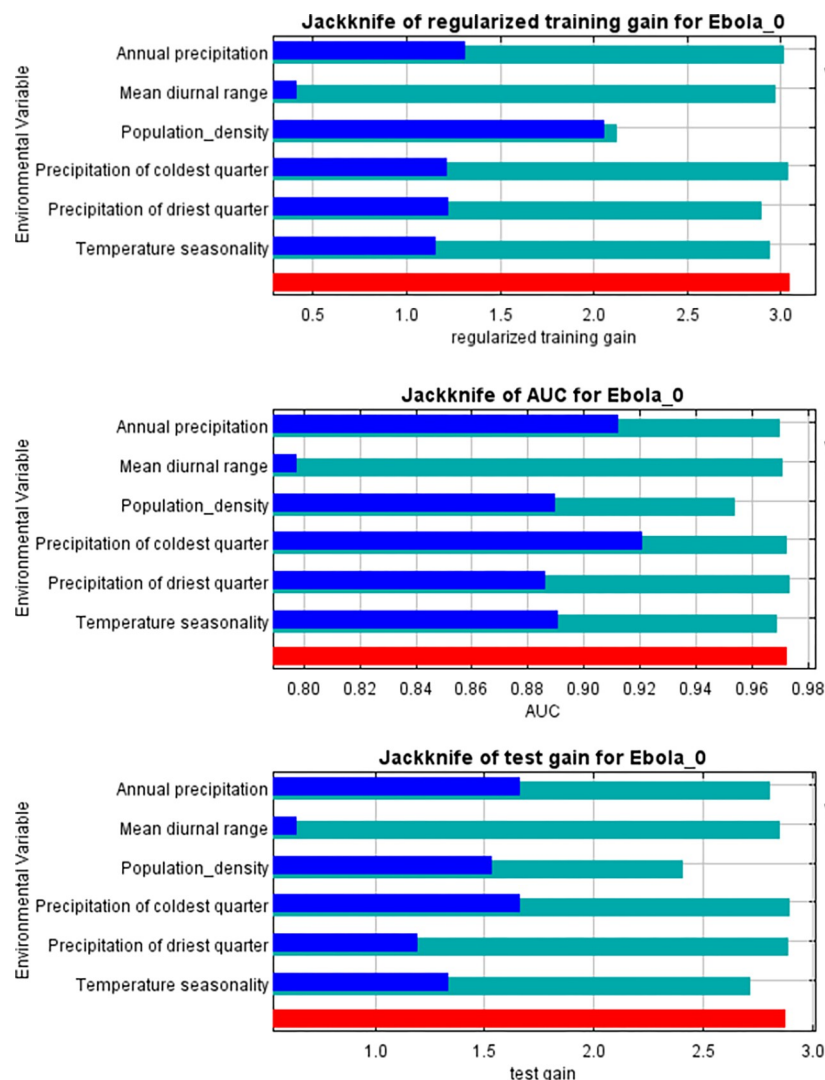 Jackknife of regularized training gain for Ebola_0
Environmental Variable
Annual precipitation
Mean diurnal range
Population_density
Precipitation of coldest quarter
Precipitation of driest quarter
Temperature seasonality
0.5 1.0 1.5 2.0 2.5 3.0
regularized training gain
Jackknife of AUC for Ebola_0
Environmental Variable
Annual precipitation
Mean diurnal range
Population_density
Precipitation of coldest quarter
Precipitation of driest quarter
Temperature seasonality
0.80 0.82 0.84 0.86 0.88 0.90 0.92 0.94 0.96 0.98
AUC
Jackknife of test gain for Ebola_0
Environmental Variable
Annual precipitation
Mean diurnal range
Population_density
Precipitation of coldest quarter
Precipitation of driest quarter
Temperature seasonality
1.0 1.5 2.0 2.5 3.0
test gain